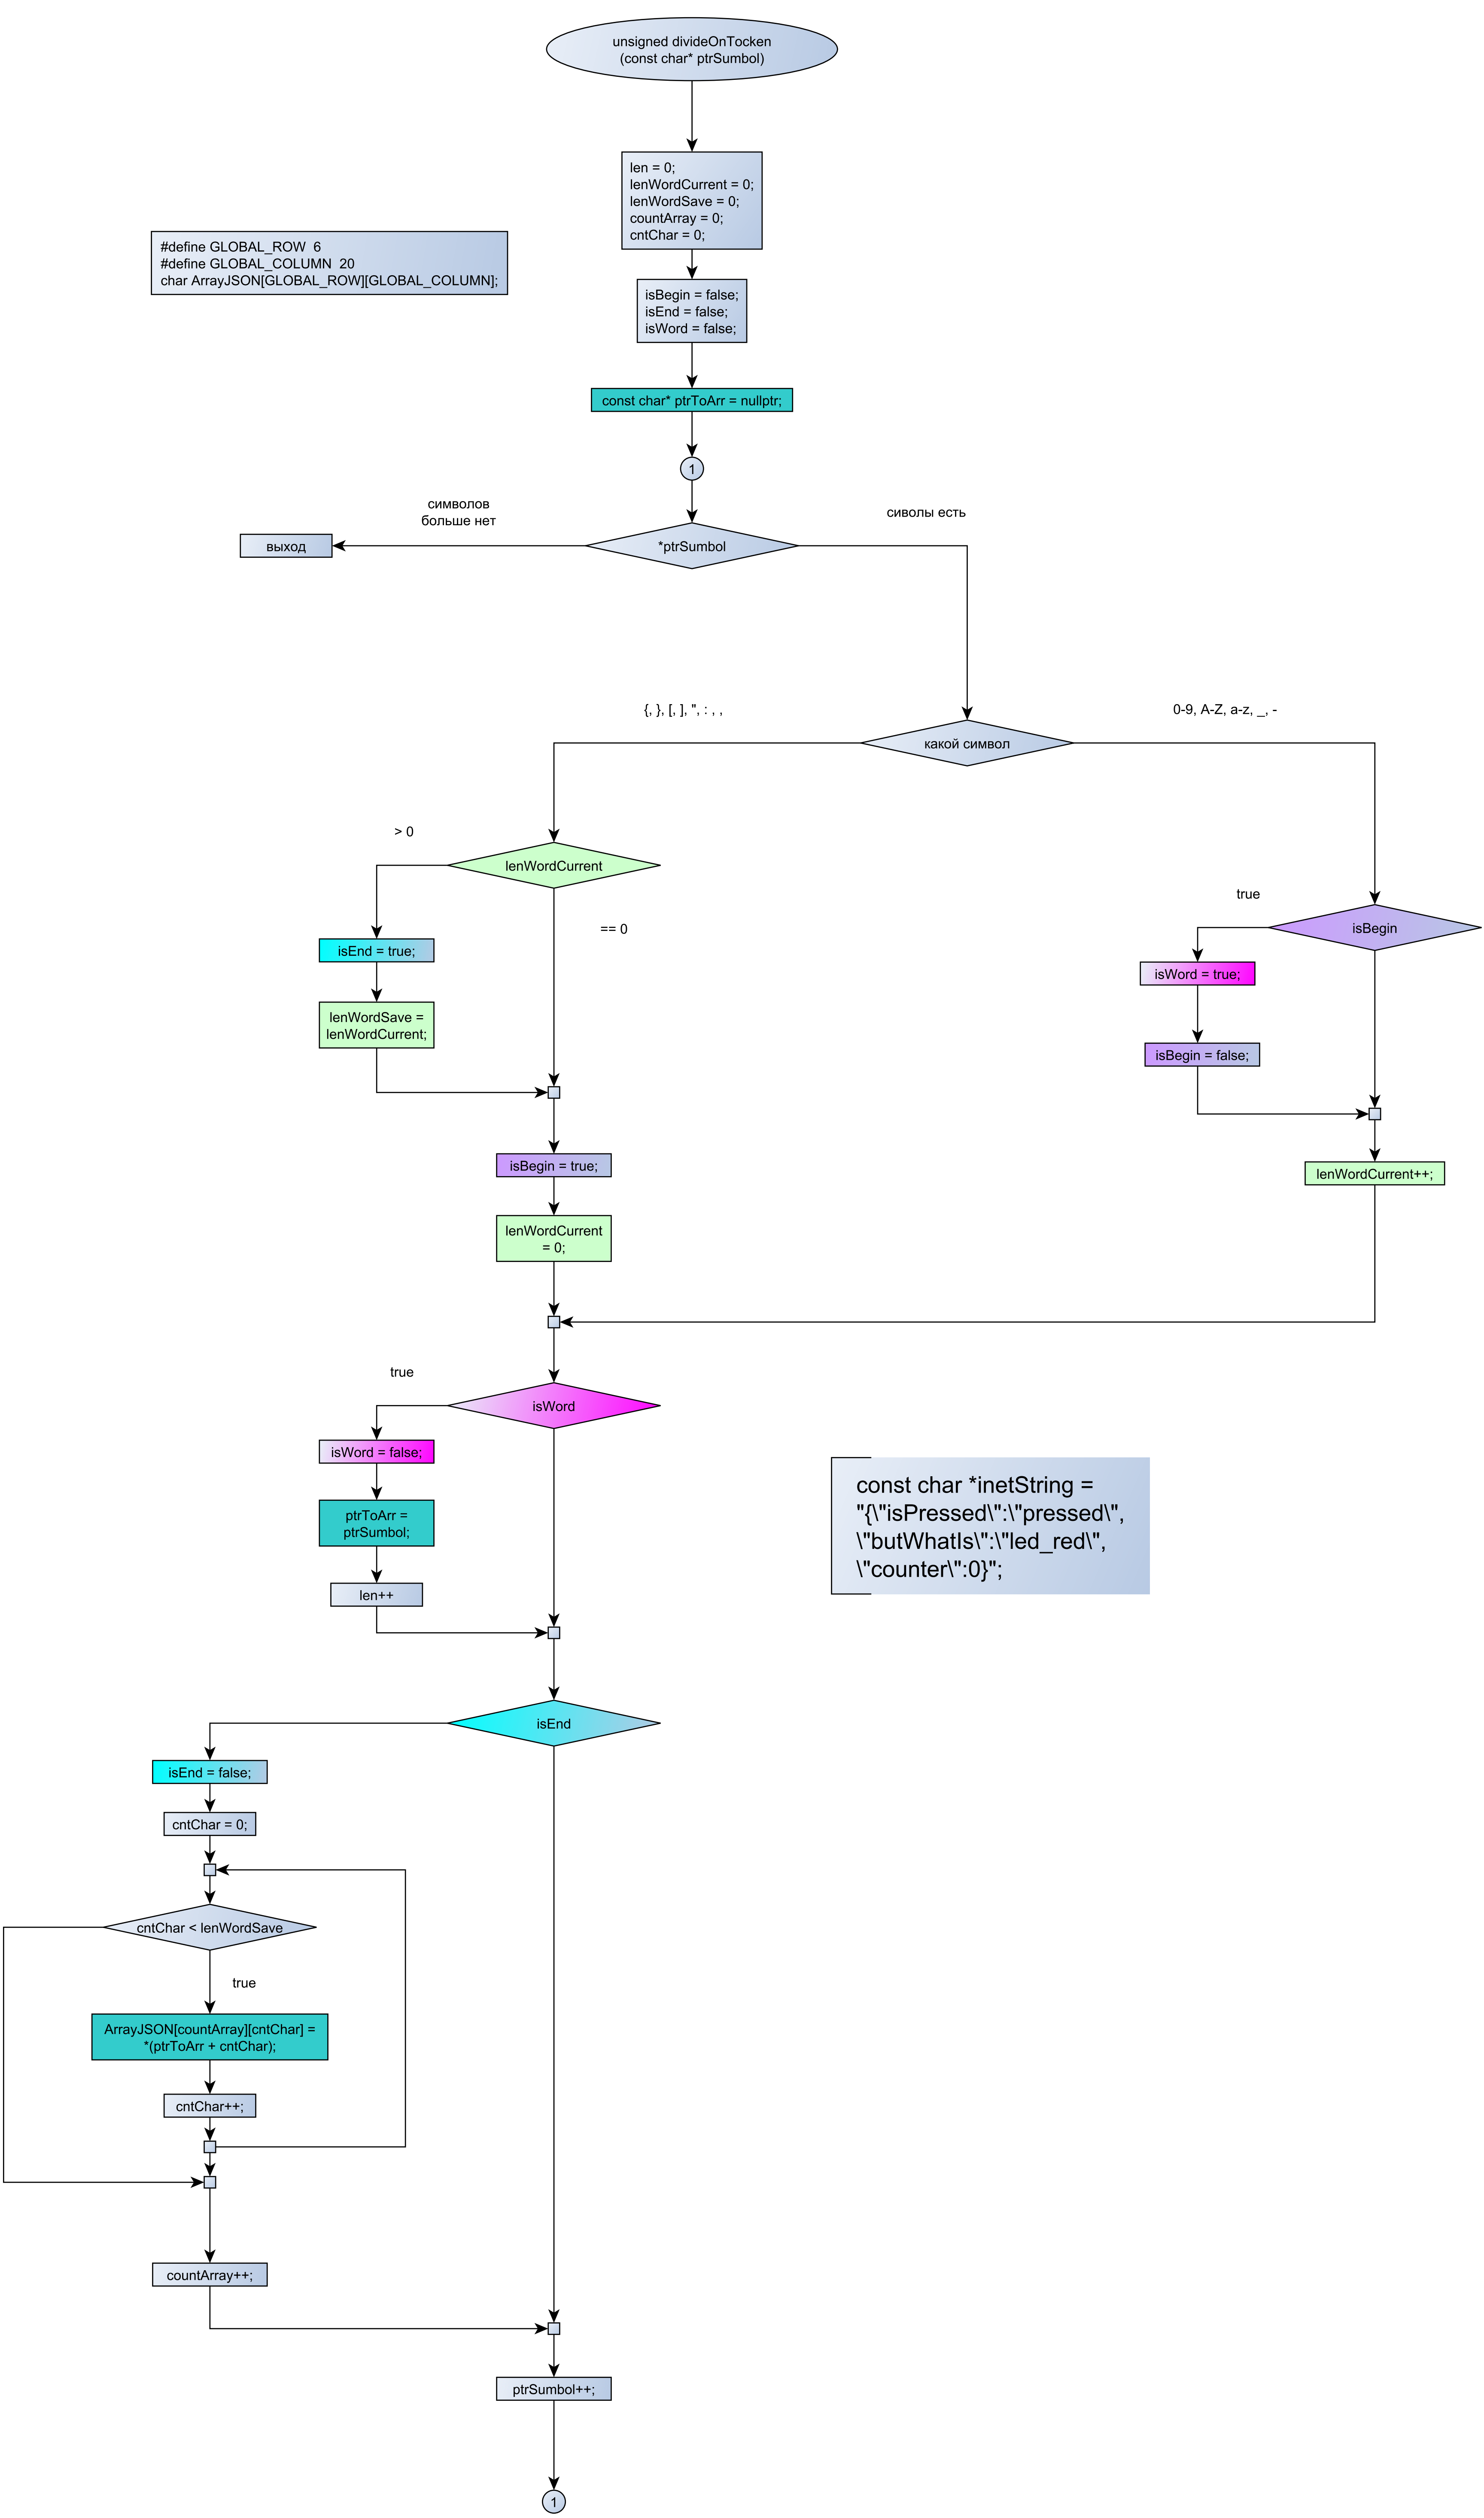 unsigned divideOnTocken
(const char* ptrSumbol)
len = 0;
lenWordCurrent = 0;
lenWordSave = 0;
countArray = 0;
cntChar = 0;
#define GLOBAL_ROW  6
#define GLOBAL_COLUMN  20
char ArrayJSON[GLOBAL_ROW][GLOBAL_COLUMN];
isBegin = false;
isEnd = false;
isWord = false;
const char* ptrToArr = nullptr;
1
символов
больше нет
сиволы есть
выход
*ptrSumbol
{, }, [, ], ", : , ,
0-9, A-Z, a-z, _, -
какой символ
> 0
lenWordCurrent
true
== 0
isBegin
isEnd = true;
isWord = true;
lenWordSave =
lenWordCurrent;
isBegin = false;
isBegin = true;
lenWordCurrent++;
lenWordCurrent
= 0;
true
isWord
isWord = false;
ptrToArr =
ptrSumbol;
len++
const char *inetString =
"{\"isPressed\":\"pressed\",
\"butWhatIs\":\"led_red\",
\"counter\":0}";
isEnd
isEnd = false;
cntChar = 0;
cntChar < lenWordSave
true
ArrayJSON[countArray][cntChar] =
*(ptrToArr + cntChar);
cntChar++;
countArray++;
ptrSumbol++;
1